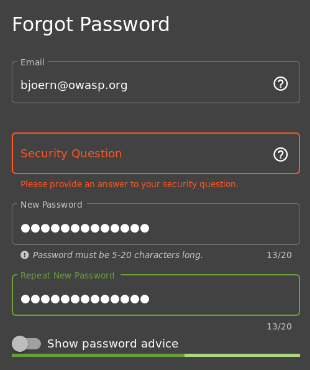 Forgot Password
Email
bjoern@owasp.org
Security Question
Please provide an answer to your security question.
New Password
●●●●●●●●●●●●●
Password must be 5-20 characters long. 13/20
Repeat New Password
●●●●●●●●●●●●●
13/20
Show password advice